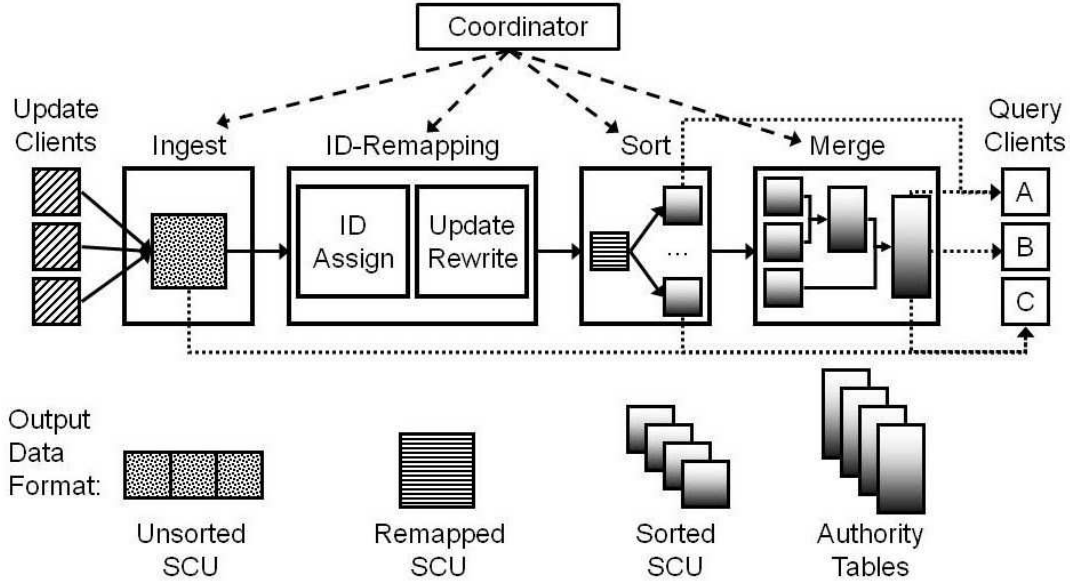 Coordinator
Update
Clients
Ingest
ID-Remapping
Sort
Merge
Query
Clients
ID
Assign
Update
Rewrite
...
A
B
C
Output
Data
Format:
Unsorted
SCU
Remapped
SCU
Sorted
SCU
Authority
Tables